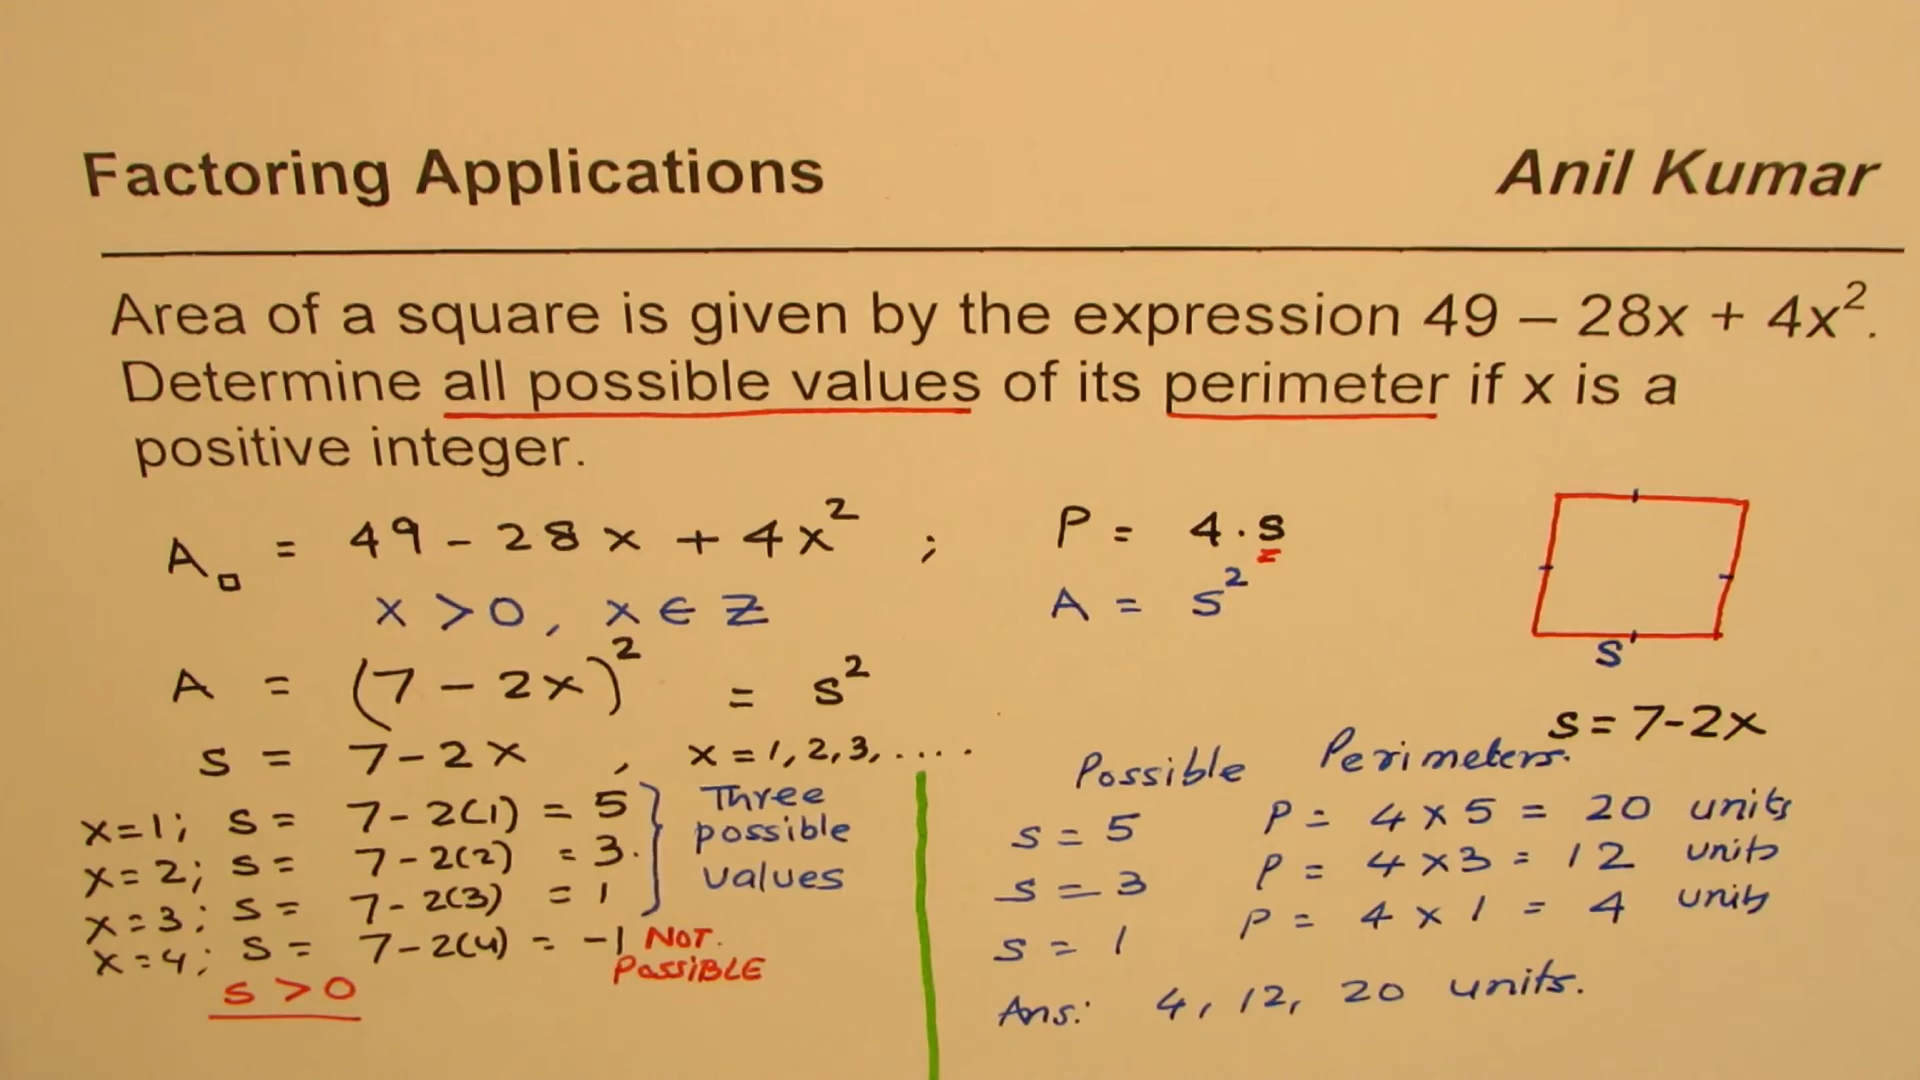 Factoring Applications Anil Kumar
Area of a square is given by the expression 49 – 28x + 4x².
Determine all possible values of its perimeter if x is a
positive integer.
A□ = 49 - 28x + 4x² ; P = 4·s
x > 0, x ∈ Z A = s²
A = (7 - 2x)² = s²
S
s = 7-2x
s = 7-2x , x = 1, 2, 3, ....
x=1; s = 7-2(1) = 5
x=2; s = 7-2(2) = 3.
x=3; s = 7-2(3) = 1
x=4; s = 7-2(4) = -1 NOT.
POSSIBLE
s > 0
Three
possible
values
Possible Perimeters.
s = 5 P = 4 x 5 = 20 units
s = 3 P = 4 x 3 = 12 units
s = 1 P = 4 x 1 = 4 units
Ans: 4, 12, 20 units.